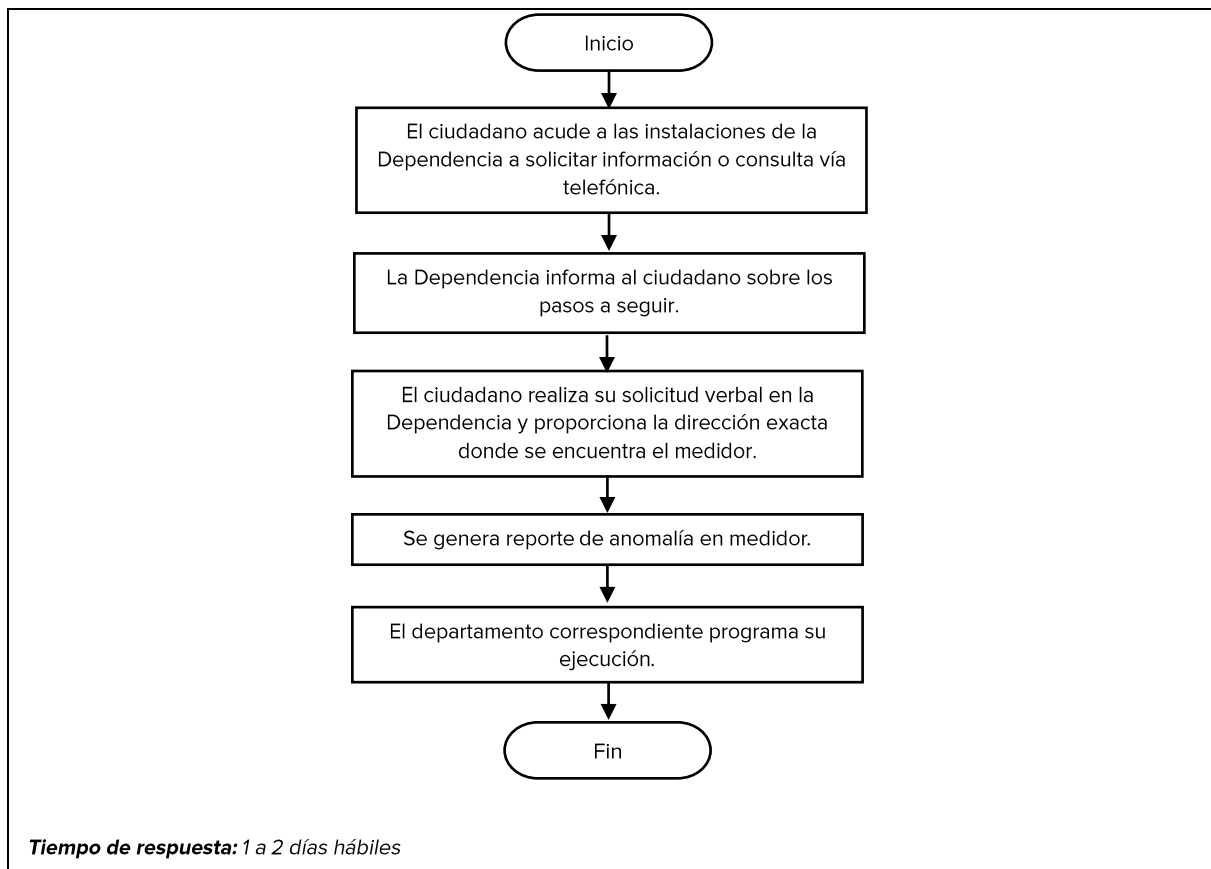 Inicio
El ciudadano acude a las instalaciones de la
Dependencia a solicitar información o consulta vía
telefónica.
La Dependencia informa al ciudadano sobre los
pasos a seguir.
El ciudadano realiza su solicitud verbal en la
Dependencia y proporciona la dirección exacta
donde se encuentra el medidor.
Se genera reporte de anomalía en medidor.
El departamento correspondiente programa su
ejecución.
Fin
Tiempo de respuesta: 1 a 2 días hábiles